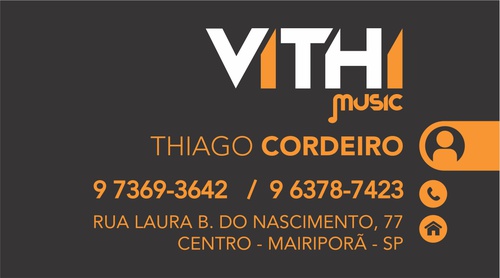 VITHI
music
THIAGO CORDEIRO
9 7369-3642 / 9 6378-7423
RUA LAURA B. DO NASCIMENTO, 77
CENTRO - MAIRIPORÃ - SP